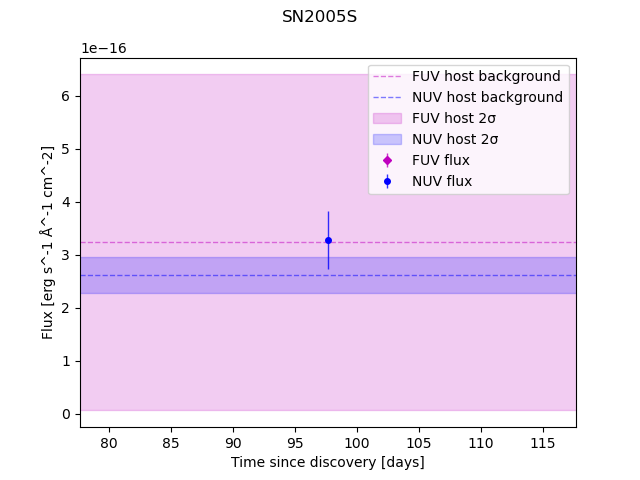 SN2005S
1e−16
FUV host background
NUV host background
FUV host 2σ
NUV host 2σ
FUV flux
NUV flux
6
5
4
3
2
1
0
Flux [erg s^-1 Å^-1 cm^-2]
80 85 90 95 100 105 110 115
Time since discovery [days]